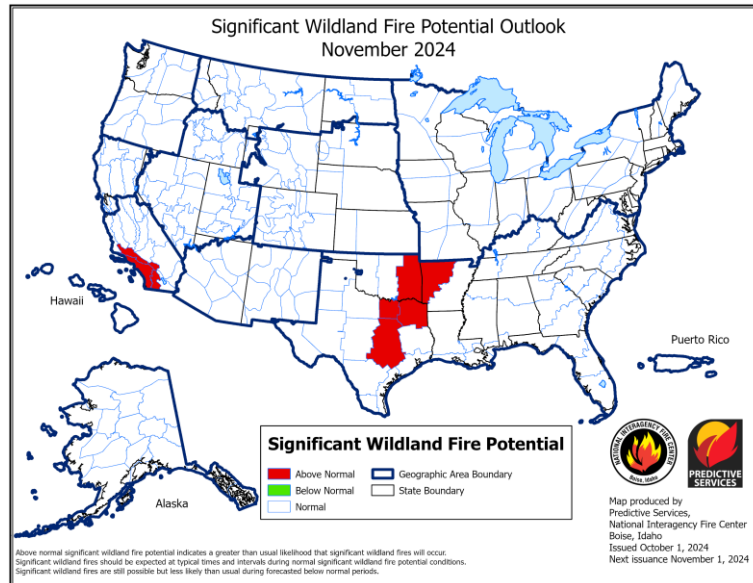 Significant Wildland Fire Potential Outlook
November 2024
Hawaii
Puerto Rico
Alaska
Significant Wildland Fire Potential
Above Normal
Geographic Area Boundary
Below Normal
State Boundary
Normal
NATIONAL INTERAGENCY FIRE CENTER
Boise, Idaho
PREDICTIVE
SERVICES
Map produced by
Predictive Services,
National Interagency Fire Center
Boise, Idaho
Issued October 1, 2024
Next issuance November 1, 2024
Above normal significant wildland fire potential indicates a greater than usual likelihood that significant wildland fires will occur.
Significant wildland fires should be expected at typical times and intervals during normal significant wildland fire potential conditions.
Significant wildland fires are still possible but less likely than usual during forecasted below normal periods.